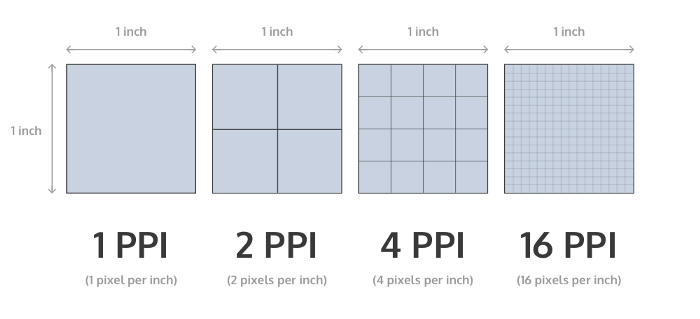 1 inch 1 inch 1 inch 1 inch
1 inch
1 PPI 2 PPI 4 PPI 16 PPI
(1 pixel per inch) (2 pixels per inch) (4 pixels per inch) (16 pixels per inch)